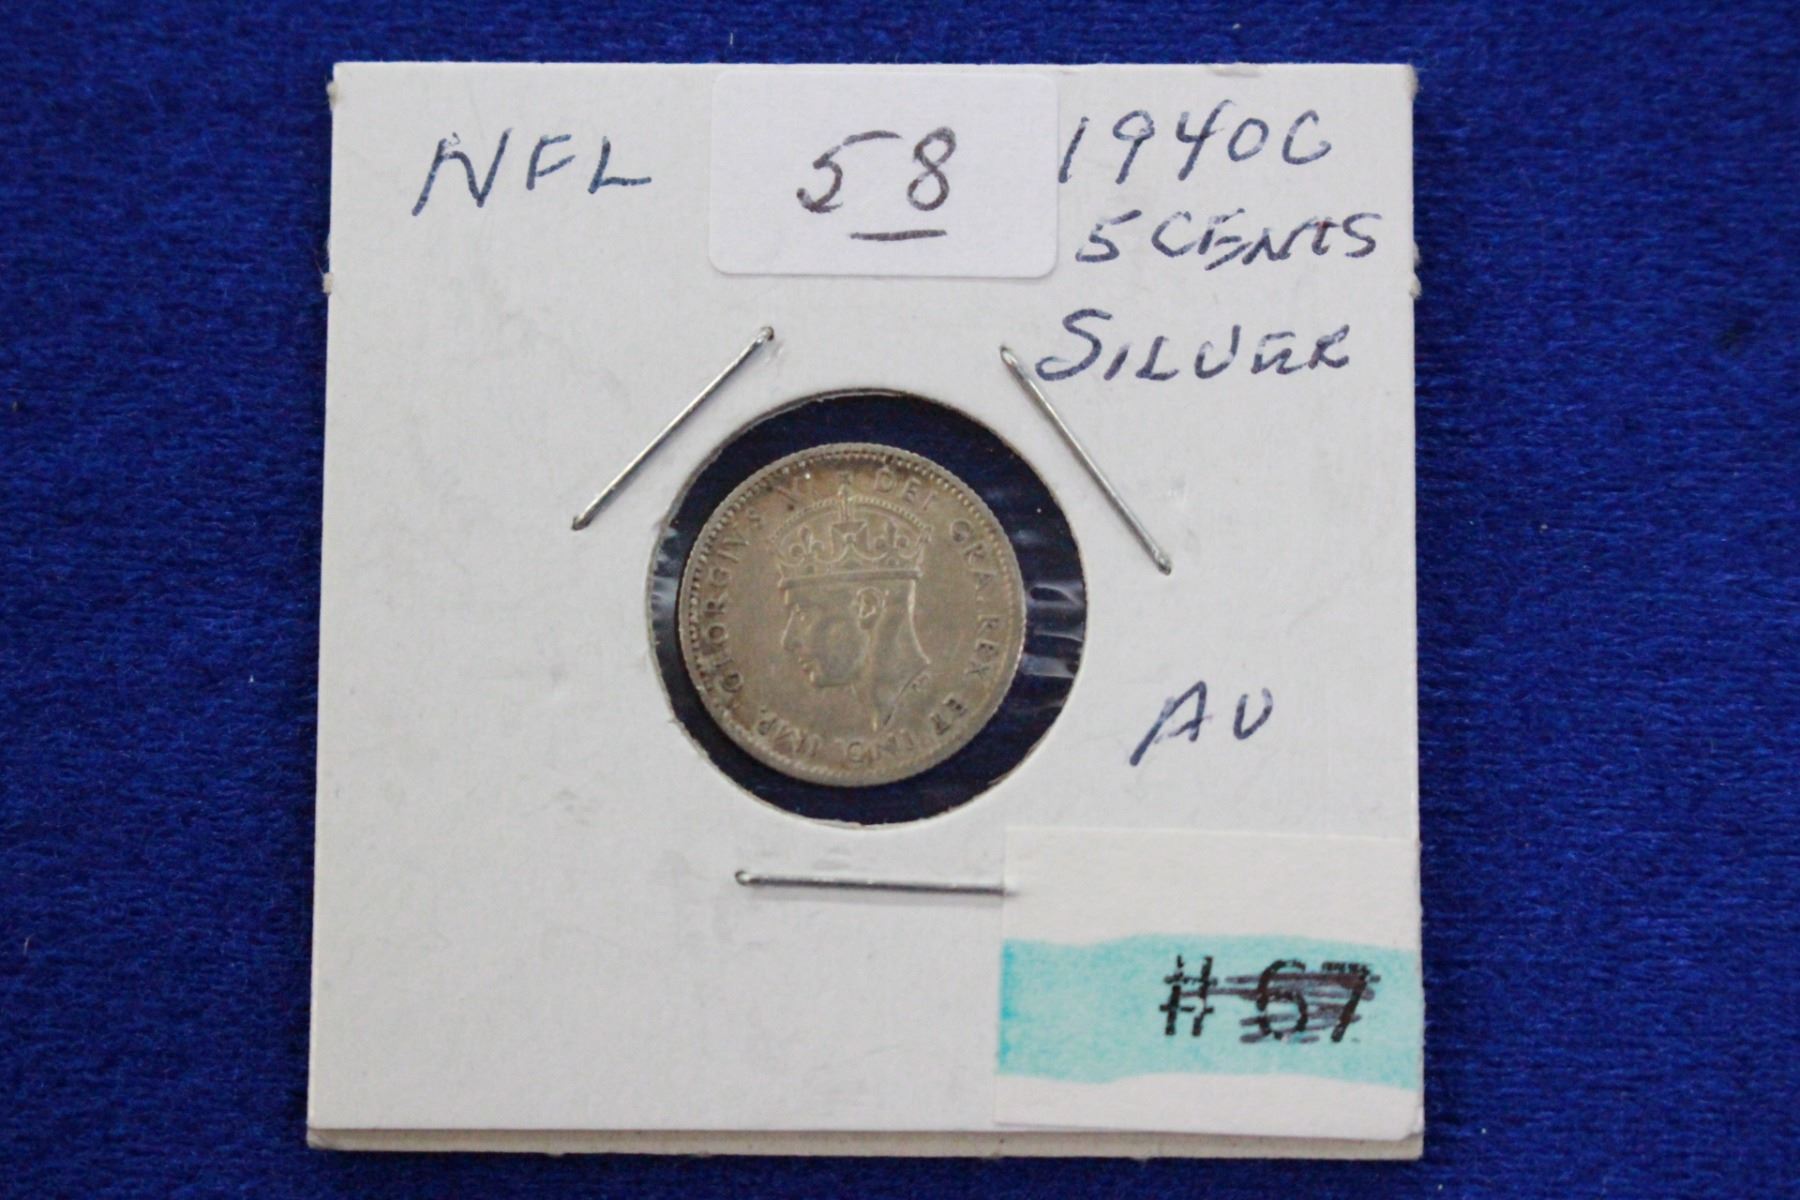 NFL
58
1940C
5 CENTS
SILVER
GEORGIVS VI DEI GRA. REX ET IND. IMP.
AU
# 67